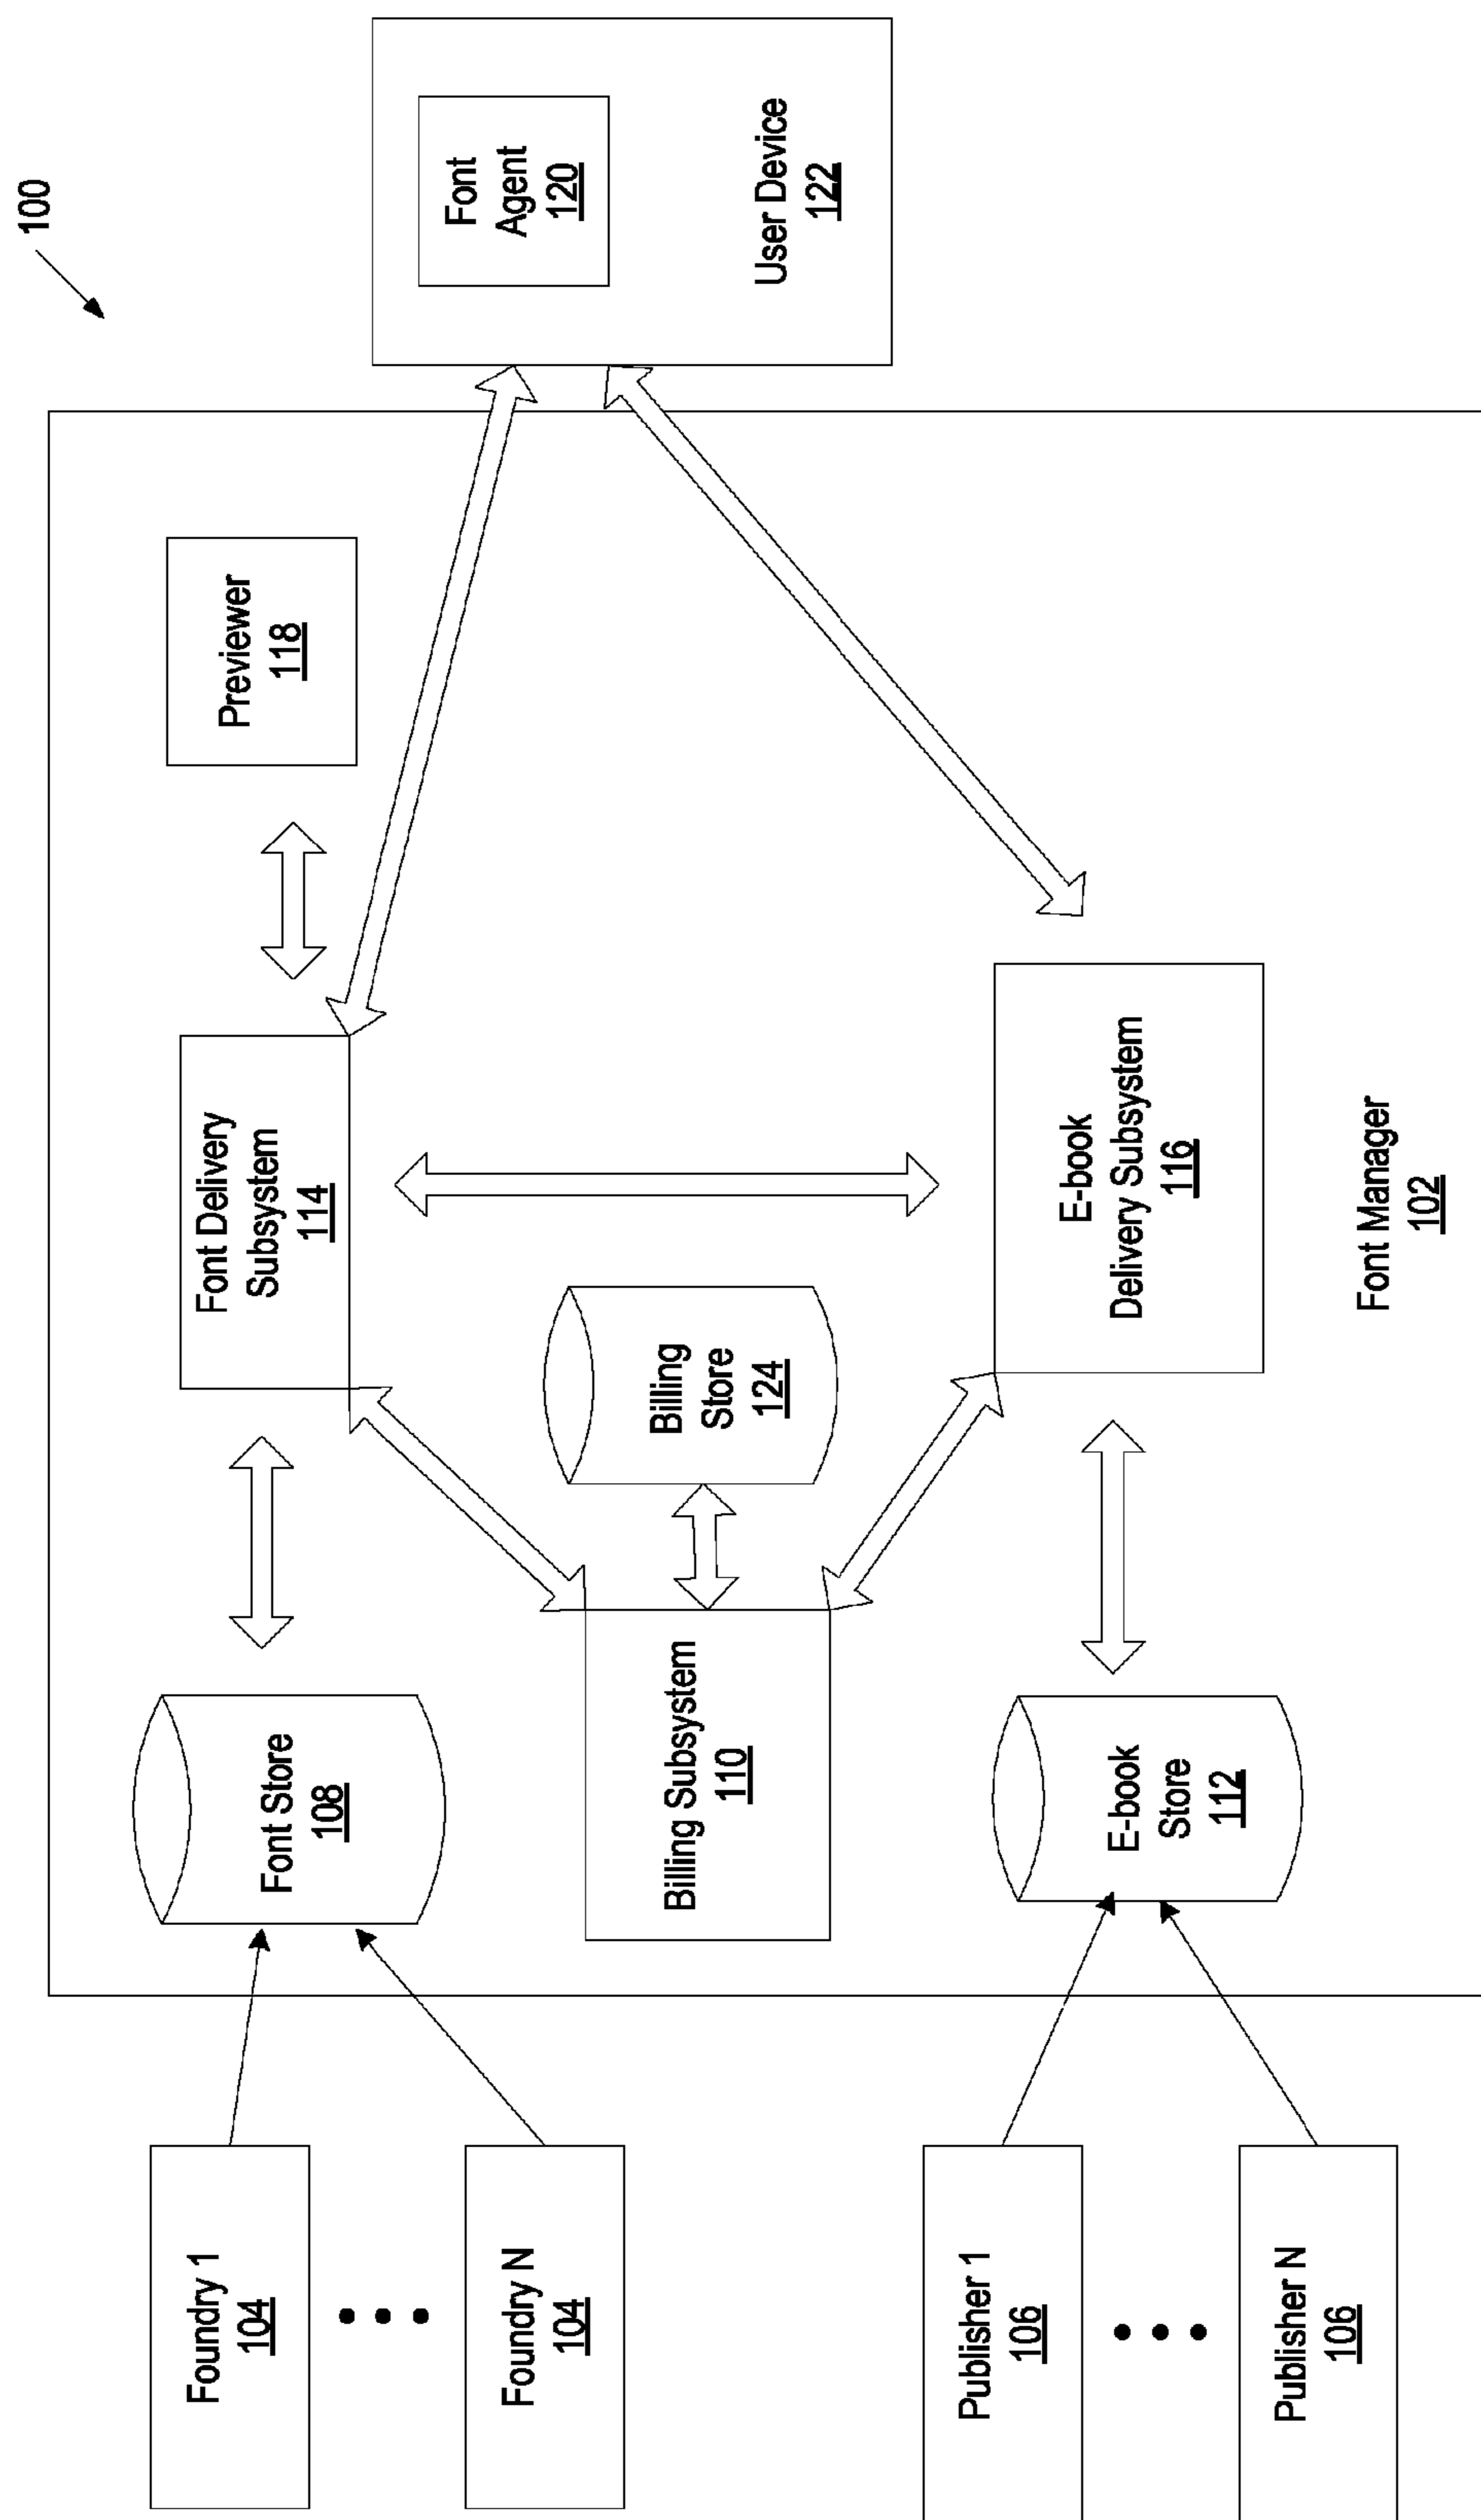 100
Foundry 1
104
Foundry N
104
Publisher 1
106
Publisher N
106
Font Store
108
Billing Subsystem
110
E-book
Store
112
Font Delivery
Subsystem
114
Billing
Store
124
E-book
Delivery Subsystem
116
Previewer
118
Font
Agent
120
User Device
122
Font Manager
102